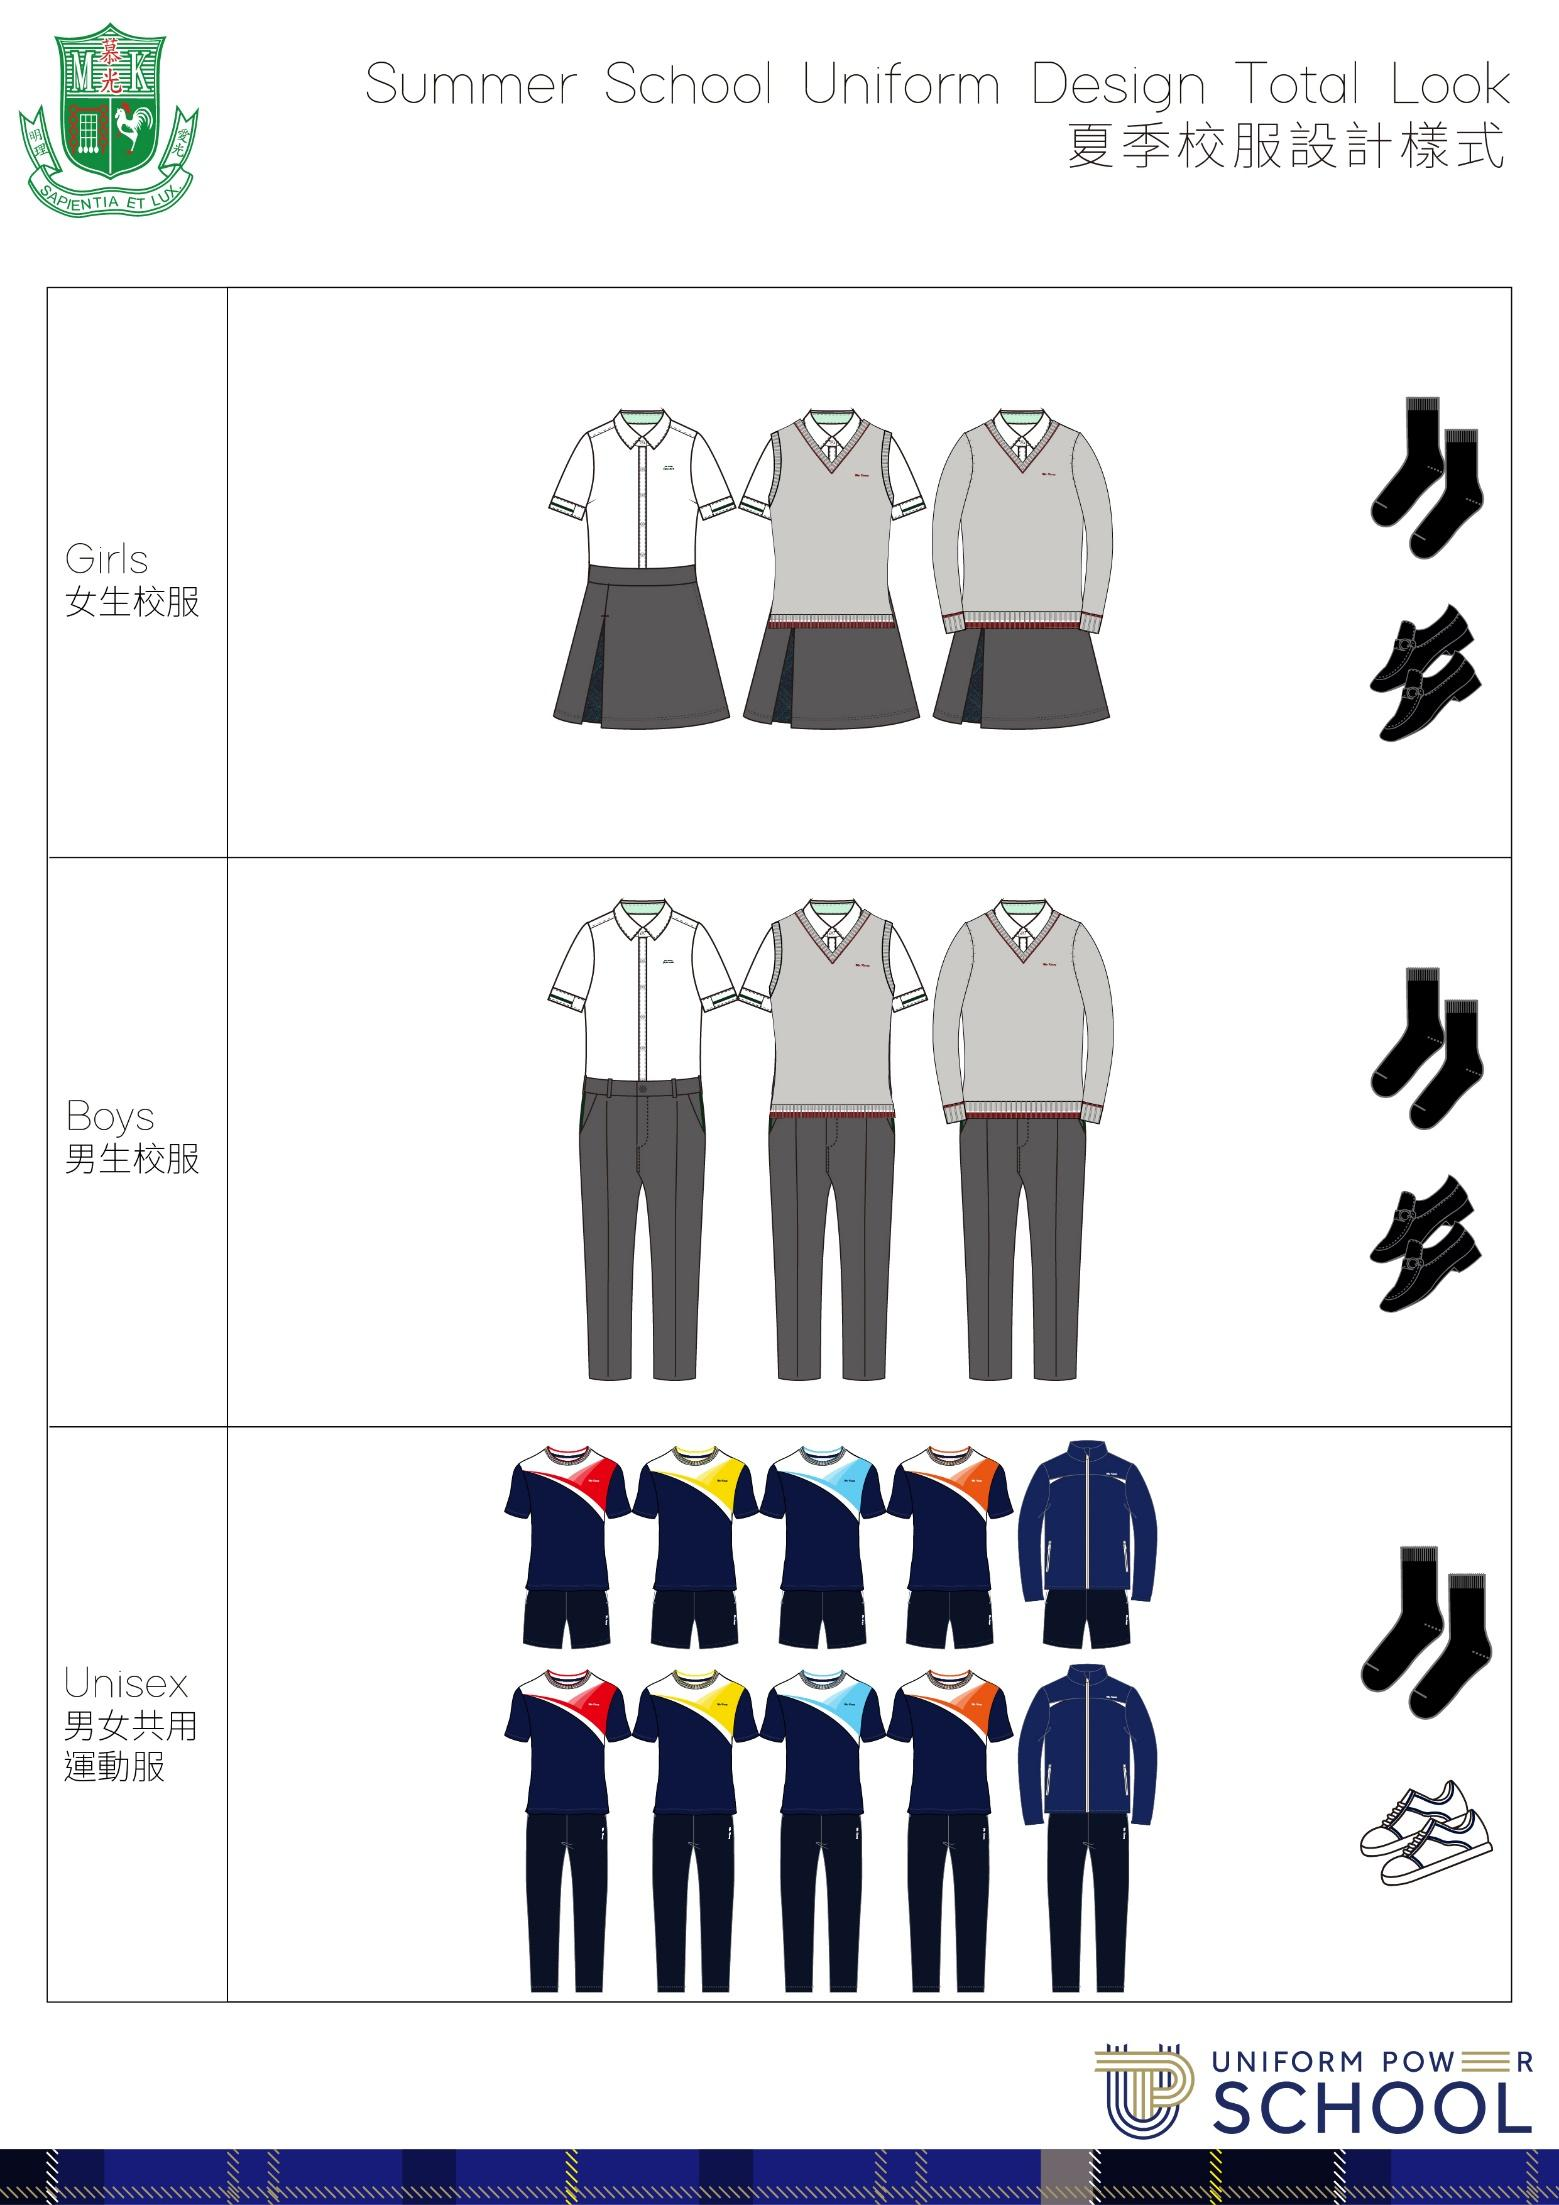 M 慕光 K
明理
愛光
SAPIENTIA ET LUX
Summer School Uniform Design Total Look
夏季校服設計樣式
Girls
女生校服
Boys
男生校服
Unisex
男女共用
運動服
UNIFORM POWER
SCHOOL